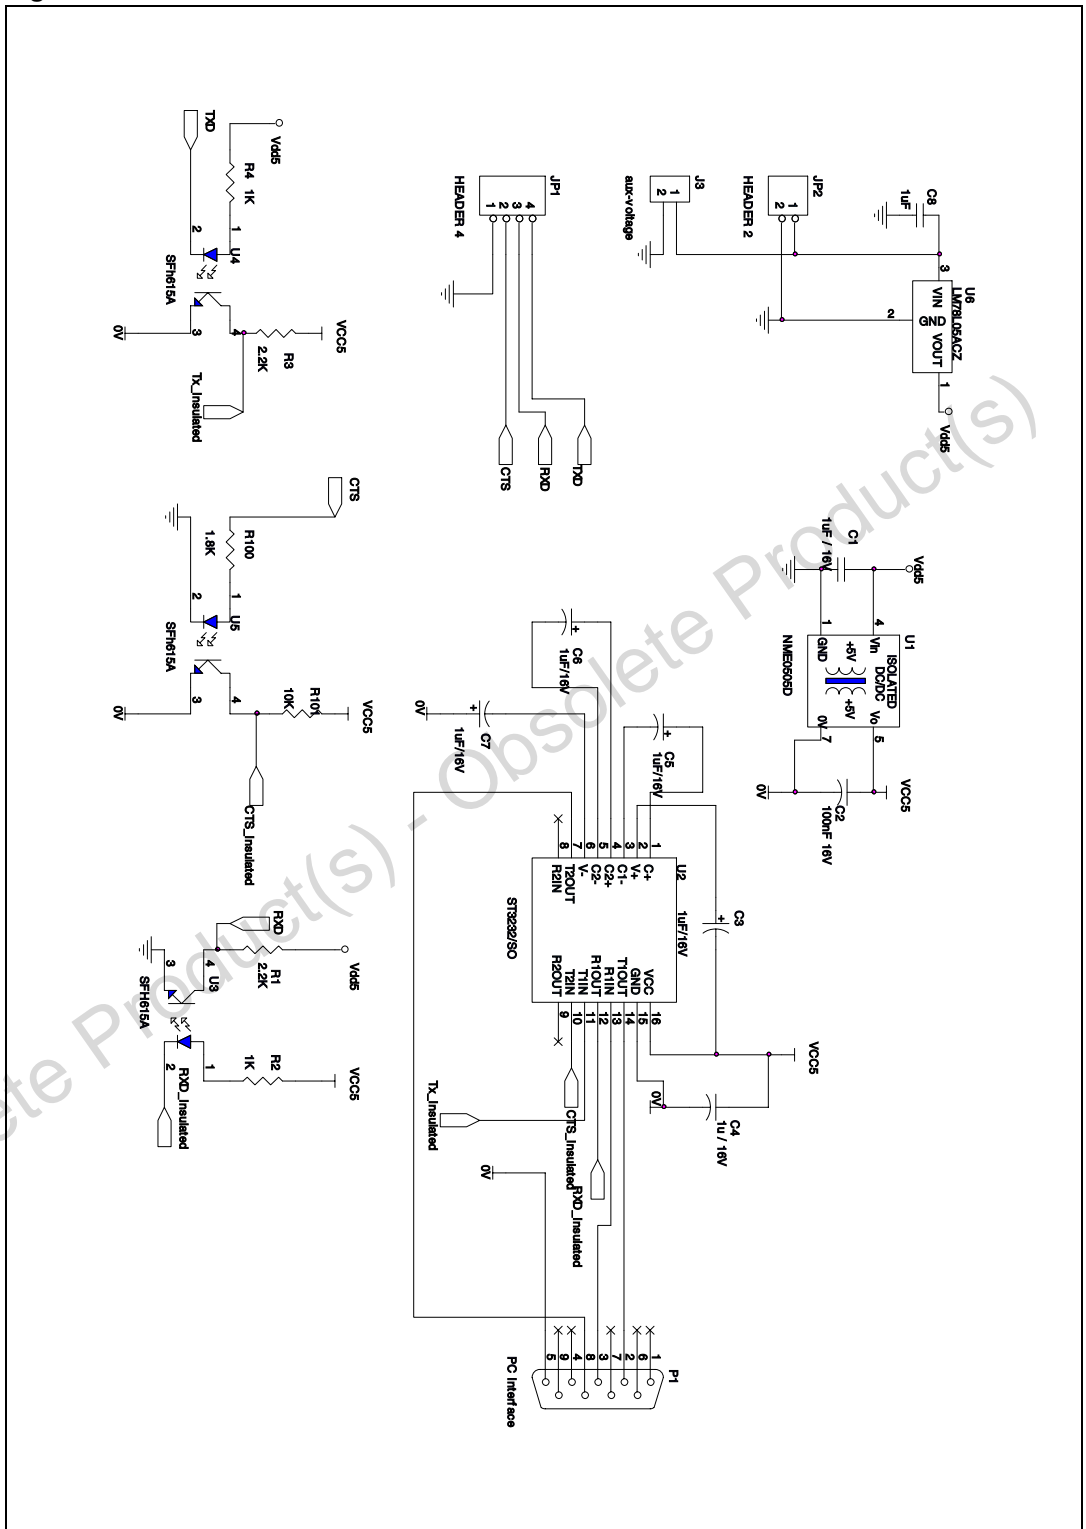 C8
1uF
3
U6
LM78L05ACZ
VIN
GND
VOUT
2
1
Vdd5
JP2
1
2
HEADER 2
J3
1
2
aux-voltage
JP1
4
3
2
1
HEADER 4
TXD
RXD
CTS
Vdd5
R4
1K
TXD
1
2
U4
SFh615A
4
3
0V
VCC5
R3
2.2K
Tx_Insulated
C1
1uF / 16V
Vdd5
4
1
U1
ISOLATED
DC/DC
Vin
Vo
+5V
+5V
GND
0V
NME0505D
5
7
VCC5
C2
100nF 16V
0V
C6
1uF/16V
C5
1uF/16V
C7
1uF/16V
0V
C3
1uF/16V
U2
1
2
3
4
5
6
7
8
C+
V+
C1-
C2+
C2-
V-
T2OUT
R2IN
VCC
GND
T1OUT
R1IN
R1OUT
T1IN
T2IN
R2OUT
16
15
14
13
12
11
10
9
ST3232/SO
VCC5
0V
C4
1u / 16V
Tx_Insulated
CTS_Insulated
RXD_Insulated
0V
P1
1
6
2
7
3
8
4
9
5
PC Interface
CTS
R100
1.8K
1
2
U5
SFh615A
4
3
0V
R101
10K
VCC5
CTS_Insulated
RXD
Vdd5
R1
2.2K
4
3
U3
SFH615A
1
2
R2
1K
VCC5
RXD_Insulated
ete Product(s) - Obsolete Product(s)